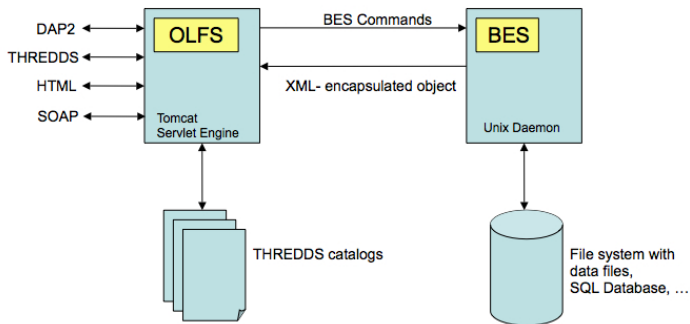 DAP2
THREDDS
HTML
SOAP
OLFS
Tomcat
Servlet Engine
BES Commands
XML- encapsulated object
BES
Unix Daemon
THREDDS catalogs
File system with
data files,
SQL Database, …